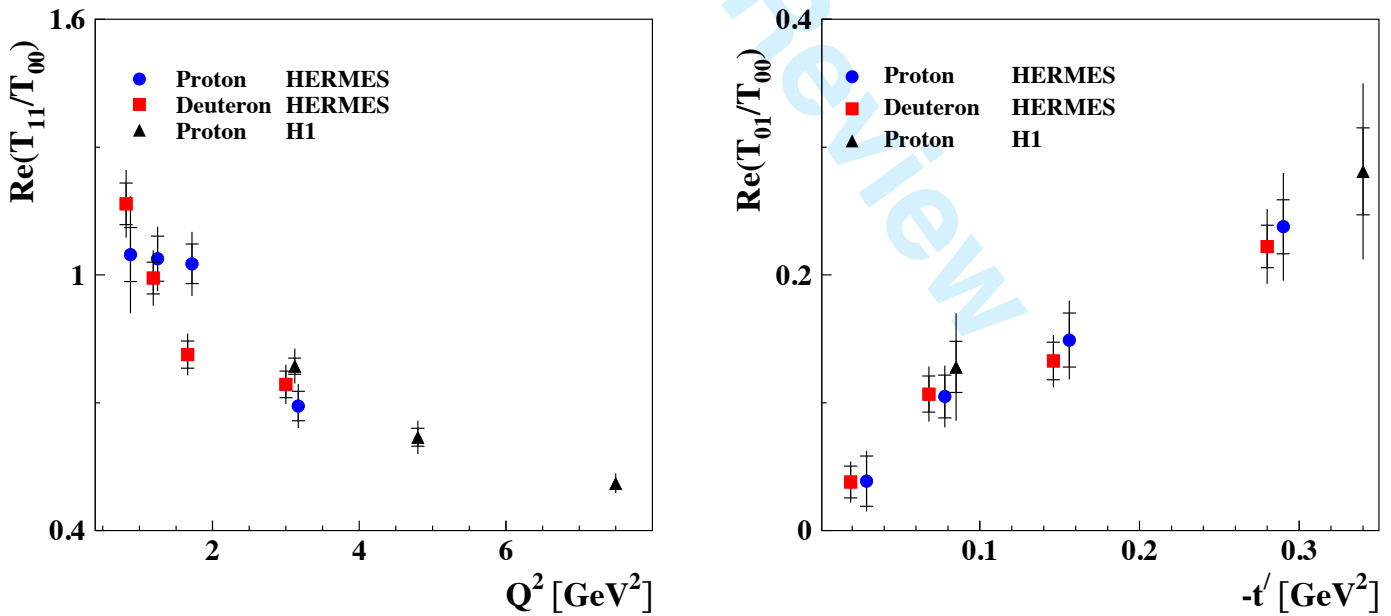 1.6
Re(T11/T00)
Proton HERMES
Deuteron HERMES
Proton H1
1
0.4
2 4 6
Q2 [GeV2]
0.4
Re(T01/T00)
Proton HERMES
Deuteron HERMES
Proton H1
0.2
0
0.1 0.2 0.3
-t/ [GeV2]
Review